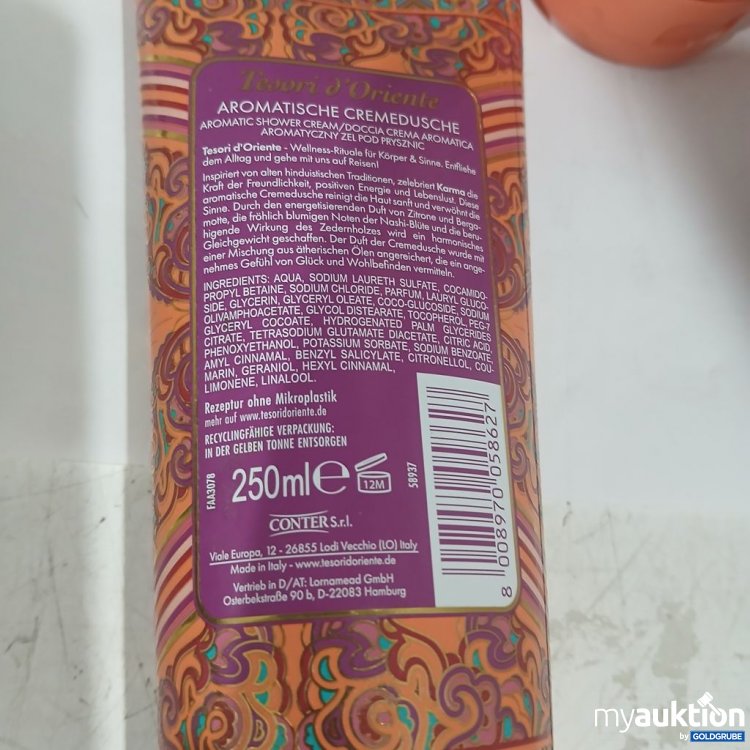 Tesori d'Oriente
AROMATISCHE CREMEDUSCHE
AROMATIC SHOWER CREAM/DOCCIA CREMA AROMATICA
AROMATYCZNY ŻEL POD PRYSZNIC
Tesori d'Oriente - Wellness-Rituale für Körper & Sinne. Entfliehe
dem Alltag und gehe mit uns auf Reisen!
Inspiriert von alten hinduistischen Traditionen, zelebriert Karma die
Kraft der Freundlichkeit, positiven Energie und Lebenslust. Diese
aromatische Cremedusche reinigt die Haut sanft und verwöhnt die
Sinne. Durch den energetisierenden Duft von Zitrone und Berga-
motte, die fröhlich blumigen Noten der Nashi-Blüte und die beru-
higende Wirkung des Zedernholzes wird ein harmonisches
Gleichgewicht geschaffen. Der Duft der Cremedusche wurde mit
einer Mischung aus ätherischen Ölen angereichert, die ein ange-
nehmes Gefühl von Glück und Wohlbefinden vermitteln.
INGREDIENTS: AQUA, SODIUM LAURETH SULFATE, COCAMIDO-
PROPYL BETAINE, SODIUM CHLORIDE, PARFUM, LAURYL GLUCO-
SIDE, GLYCERIN, GLYCERYL OLEATE, COCO-GLUCOSIDE, SODIUM
OLIVAMPHOACETATE, GLYCOL DISTEARATE, TOCOPHEROL, PEG-7
GLYCERYL COCOATE, HYDROGENATED PALM GLYCERIDES
CITRATE, TETRASODIUM GLUTAMATE DIACETATE, CITRIC ACID,
PHENOXYETHANOL, POTASSIUM SORBATE, SODIUM BENZOATE,
AMYL CINNAMAL, BENZYL SALICYLATE, CITRONELLOL, COU-
MARIN, GERANIOL, HEXYL CINNAMAL,
LIMONENE, LINALOOL.
Rezeptur ohne Mikroplastik
mehr auf www.tesoridoriente.de
RECYCLINGFÄHIGE VERPACKUNG:
IN DER GELBEN TONNE ENTSORGEN
FAA3078
250ml e
12M
58937
8 008970 058627
CONTER S.r.l.
Viale Europa, 12 - 26855 Lodi Vecchio (LO) Italy
Made in Italy - www.tesoridoriente.de
Vertrieb in D/AT: Lornamead GmbH
Osterbekstraße 90 b, D-22083 Hamburg
myauktion
by GOLDGRUBE